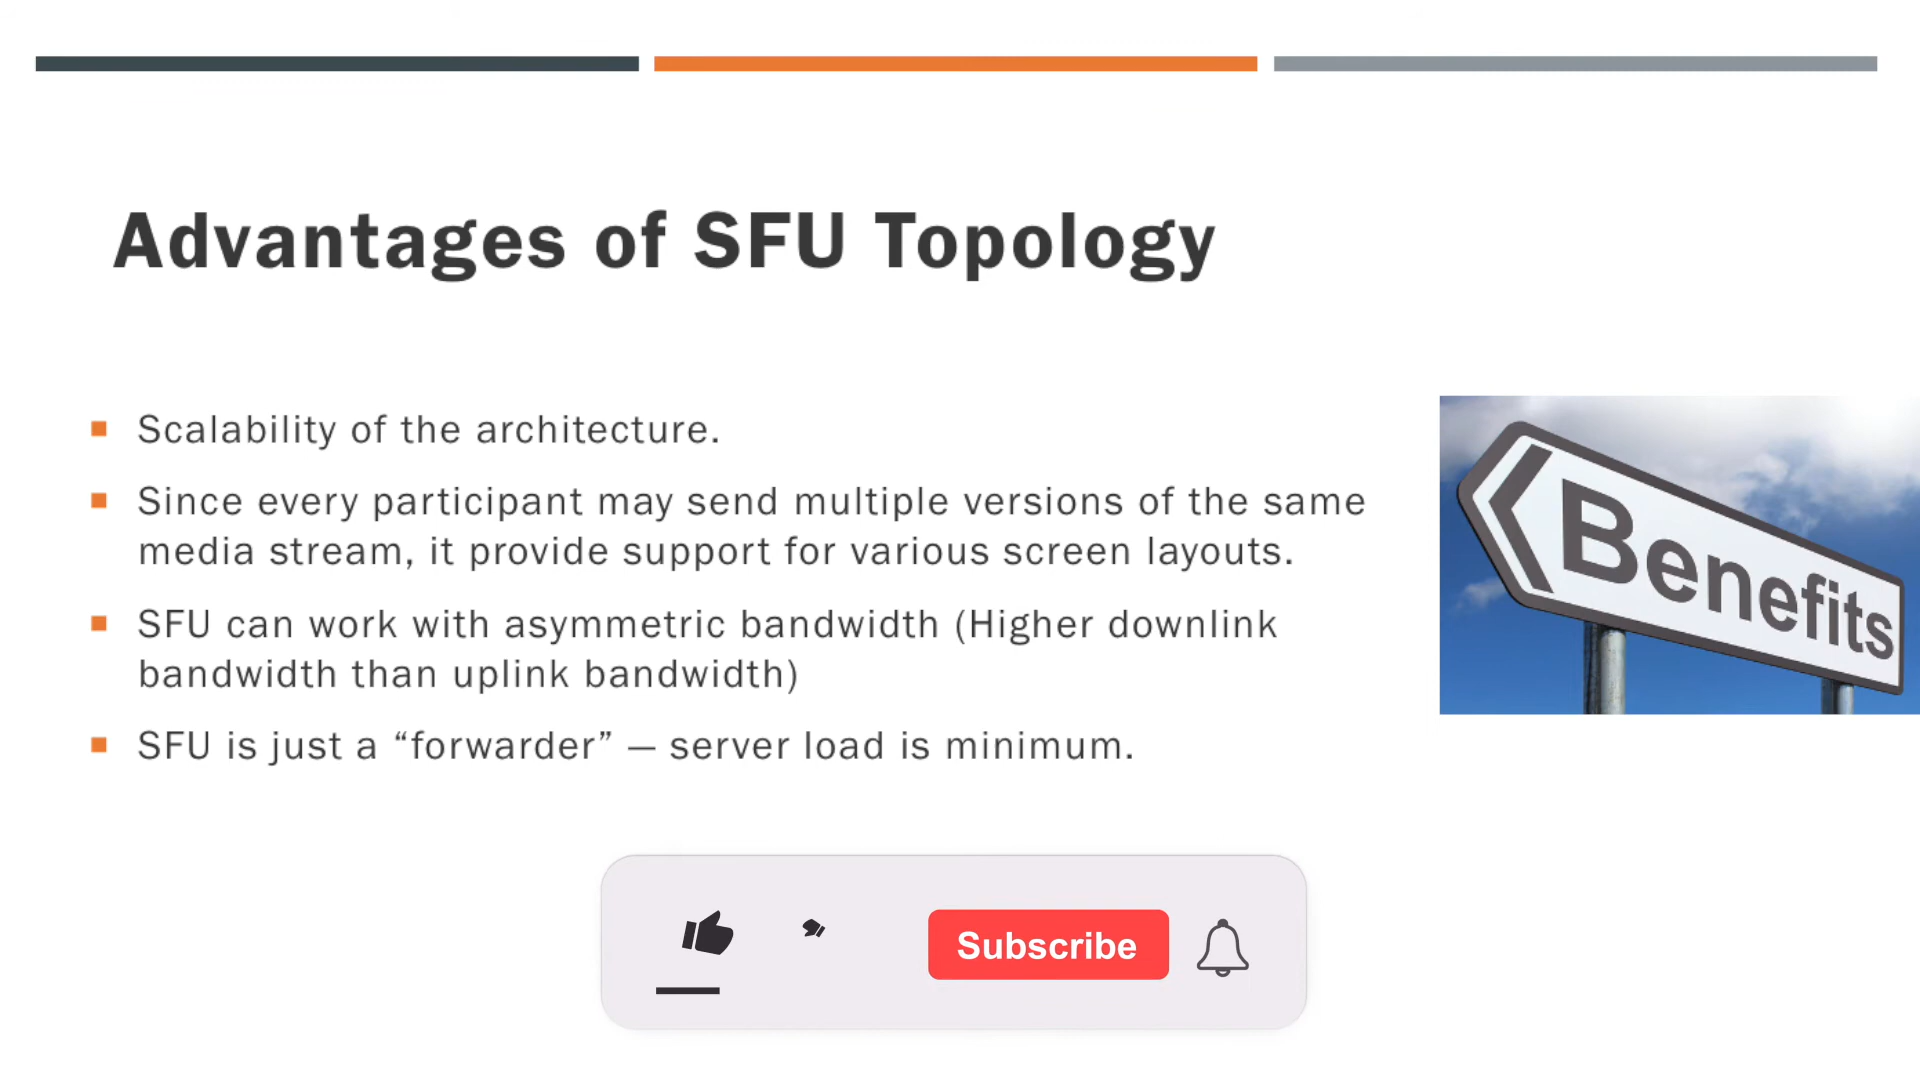 Advantages of SFU Topology
Scalability of the architecture.
Since every participant may send multiple versions of the same
media stream, it provide support for various screen layouts.
SFU can work with asymmetric bandwidth (Higher downlink
bandwidth than uplink bandwidth)
SFU is just a “forwarder” — server load is minimum.
Benefits
Subscribe